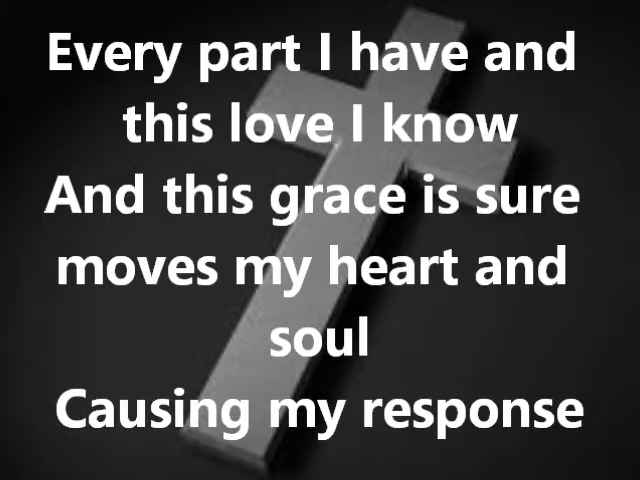 Every part I have and
this love I know
And this grace is sure
moves my heart and
soul
Causing my response